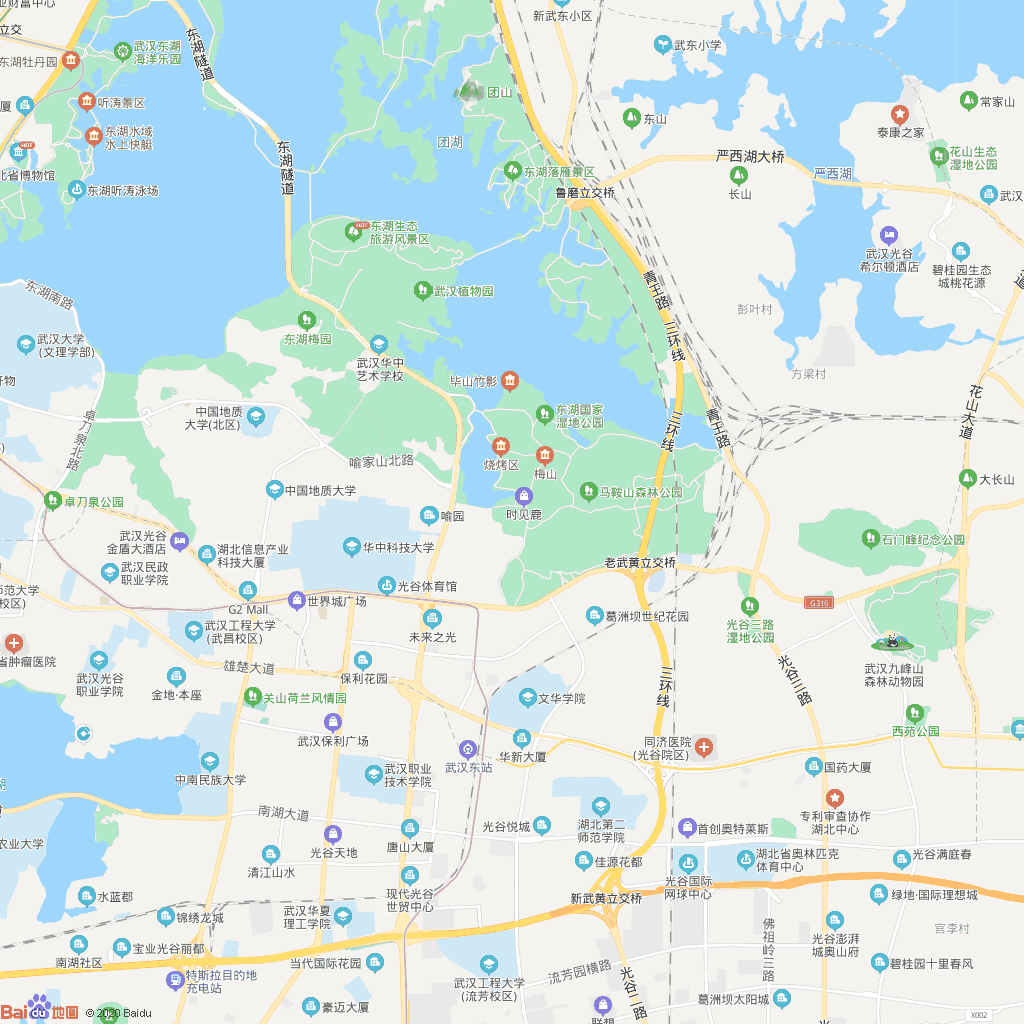 业财富中心
立交
东湖牡丹园
武汉东湖
海洋乐园
东湖隧道
新武东小区
武东小学
团山
东山
常家山
泰康之家
厦
听涛景区
东湖水域
水上快艇
HOT
北省博物馆
东湖听涛泳场
东湖隧道
团湖
东湖落雁景区
鲁磨立交桥
严西湖大桥
长山
严西湖
花山生态
湿地公园
武汉
HOT
东湖生态
旅游风景区
武汉光谷
希尔顿酒店
碧桂园生态
城桃花源
东湖南路
武汉植物园
青王路
三环线
彭叶村
武汉大学
(文理学部)
东湖梅园
武汉华中
艺术学校
毕山竹影
方梁村
花山大道
卓刀泉北路
中国地质
大学(北区)
东湖国家
湿地公园
三环线
青王路
喻家山北路
烧烤区
梅山
大长山
卓刀泉公园
中国地质大学
喻园
时见鹿
马鞍山森林公园
武汉光谷
金盾大酒店
湖北信息产业
科技大厦
华中科技大学
石门峰纪念公园
武汉民政
职业学院
光谷体育馆
老武黄立交桥
师范大学
校区)
G2 Mall
世界城广场
G316
葛洲坝世纪花园
光谷三路
湿地公园
武汉工程大学
(武昌校区)
未来之光
省肿瘤医院
武汉光谷
职业学院
雄楚大道
保利花园
金地·本座
三环线
光谷三路
武汉九峰山
森林动物园
关山荷兰风情园
文华学院
西苑公园
武汉保利广场
武汉东站
华新大厦
同济医院
(光谷院区)
中南民族大学
武汉职业
技术学院
国药大厦
南湖大道
光谷悦城
湖北第二
师范学院
首创奥特莱斯
专利审查协作
湖北中心
农业大学
光谷天地
唐山大厦
清江山水
佳源花都
光谷国际
网球中心
湖北省奥林匹克
体育中心
光谷满庭春
水蓝郡
现代光谷
世贸中心
新武黄立交桥
绿地·国际理想城
锦绣龙城
武汉华夏
理工学院
佛祖岭三路
光谷澎湃
城奥山府
官李村
南湖社区
宝业光谷丽都
当代国际花园
武汉工程大学
(流芳校区)
流芳园横路
碧桂园十里春风
特斯拉目的地
充电站
光谷二路
豪迈大厦
联想
葛洲坝太阳城
X002
Bai du 地图
© 2020 Baidu